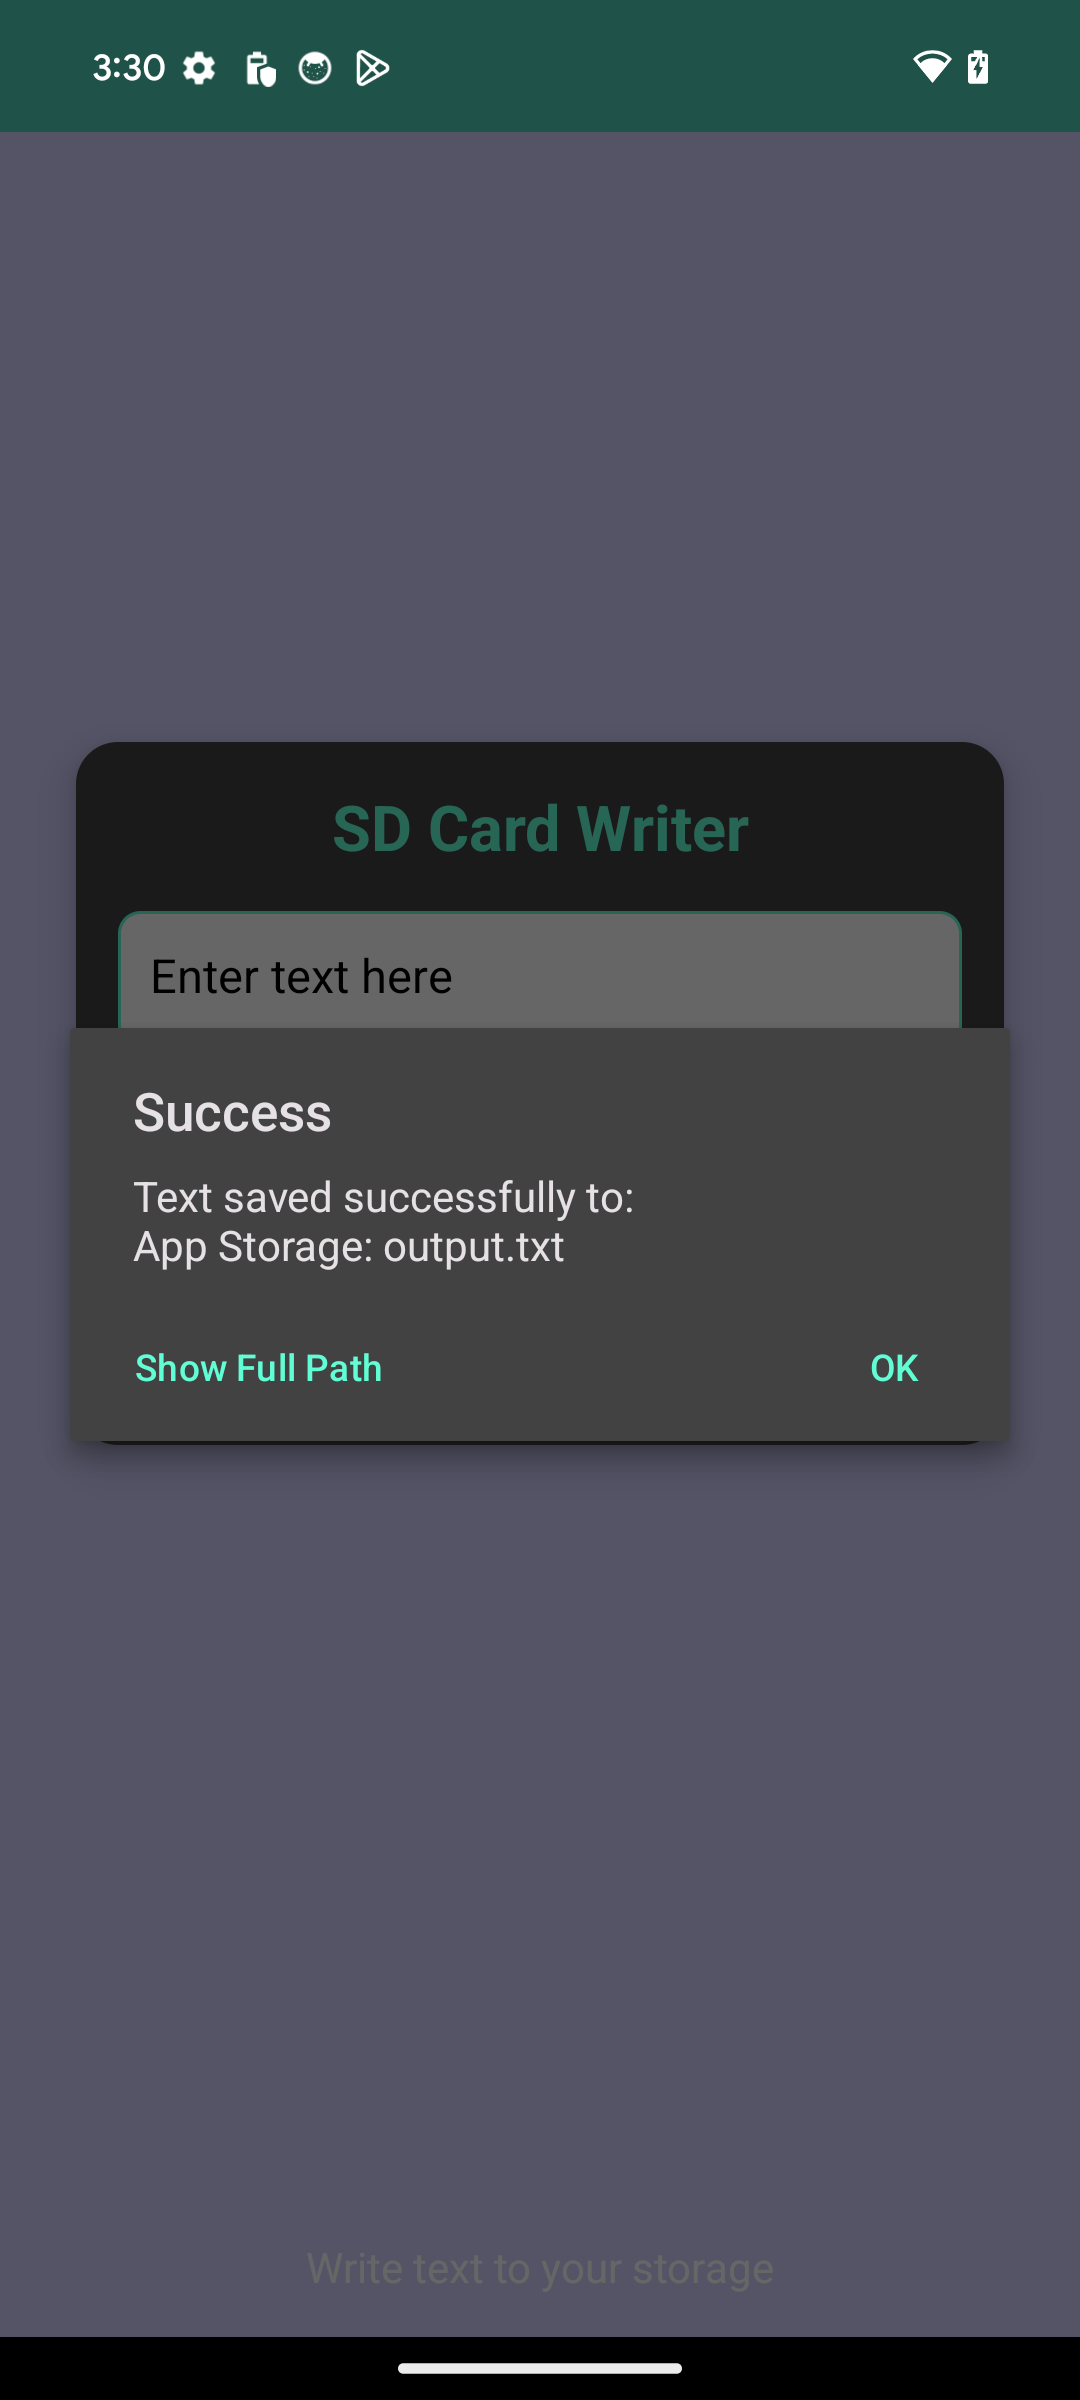 3:30
SD Card Writer
Enter text here
Success
Text saved successfully to:
App Storage: output.txt
Show Full Path
OK
Write text to your storage